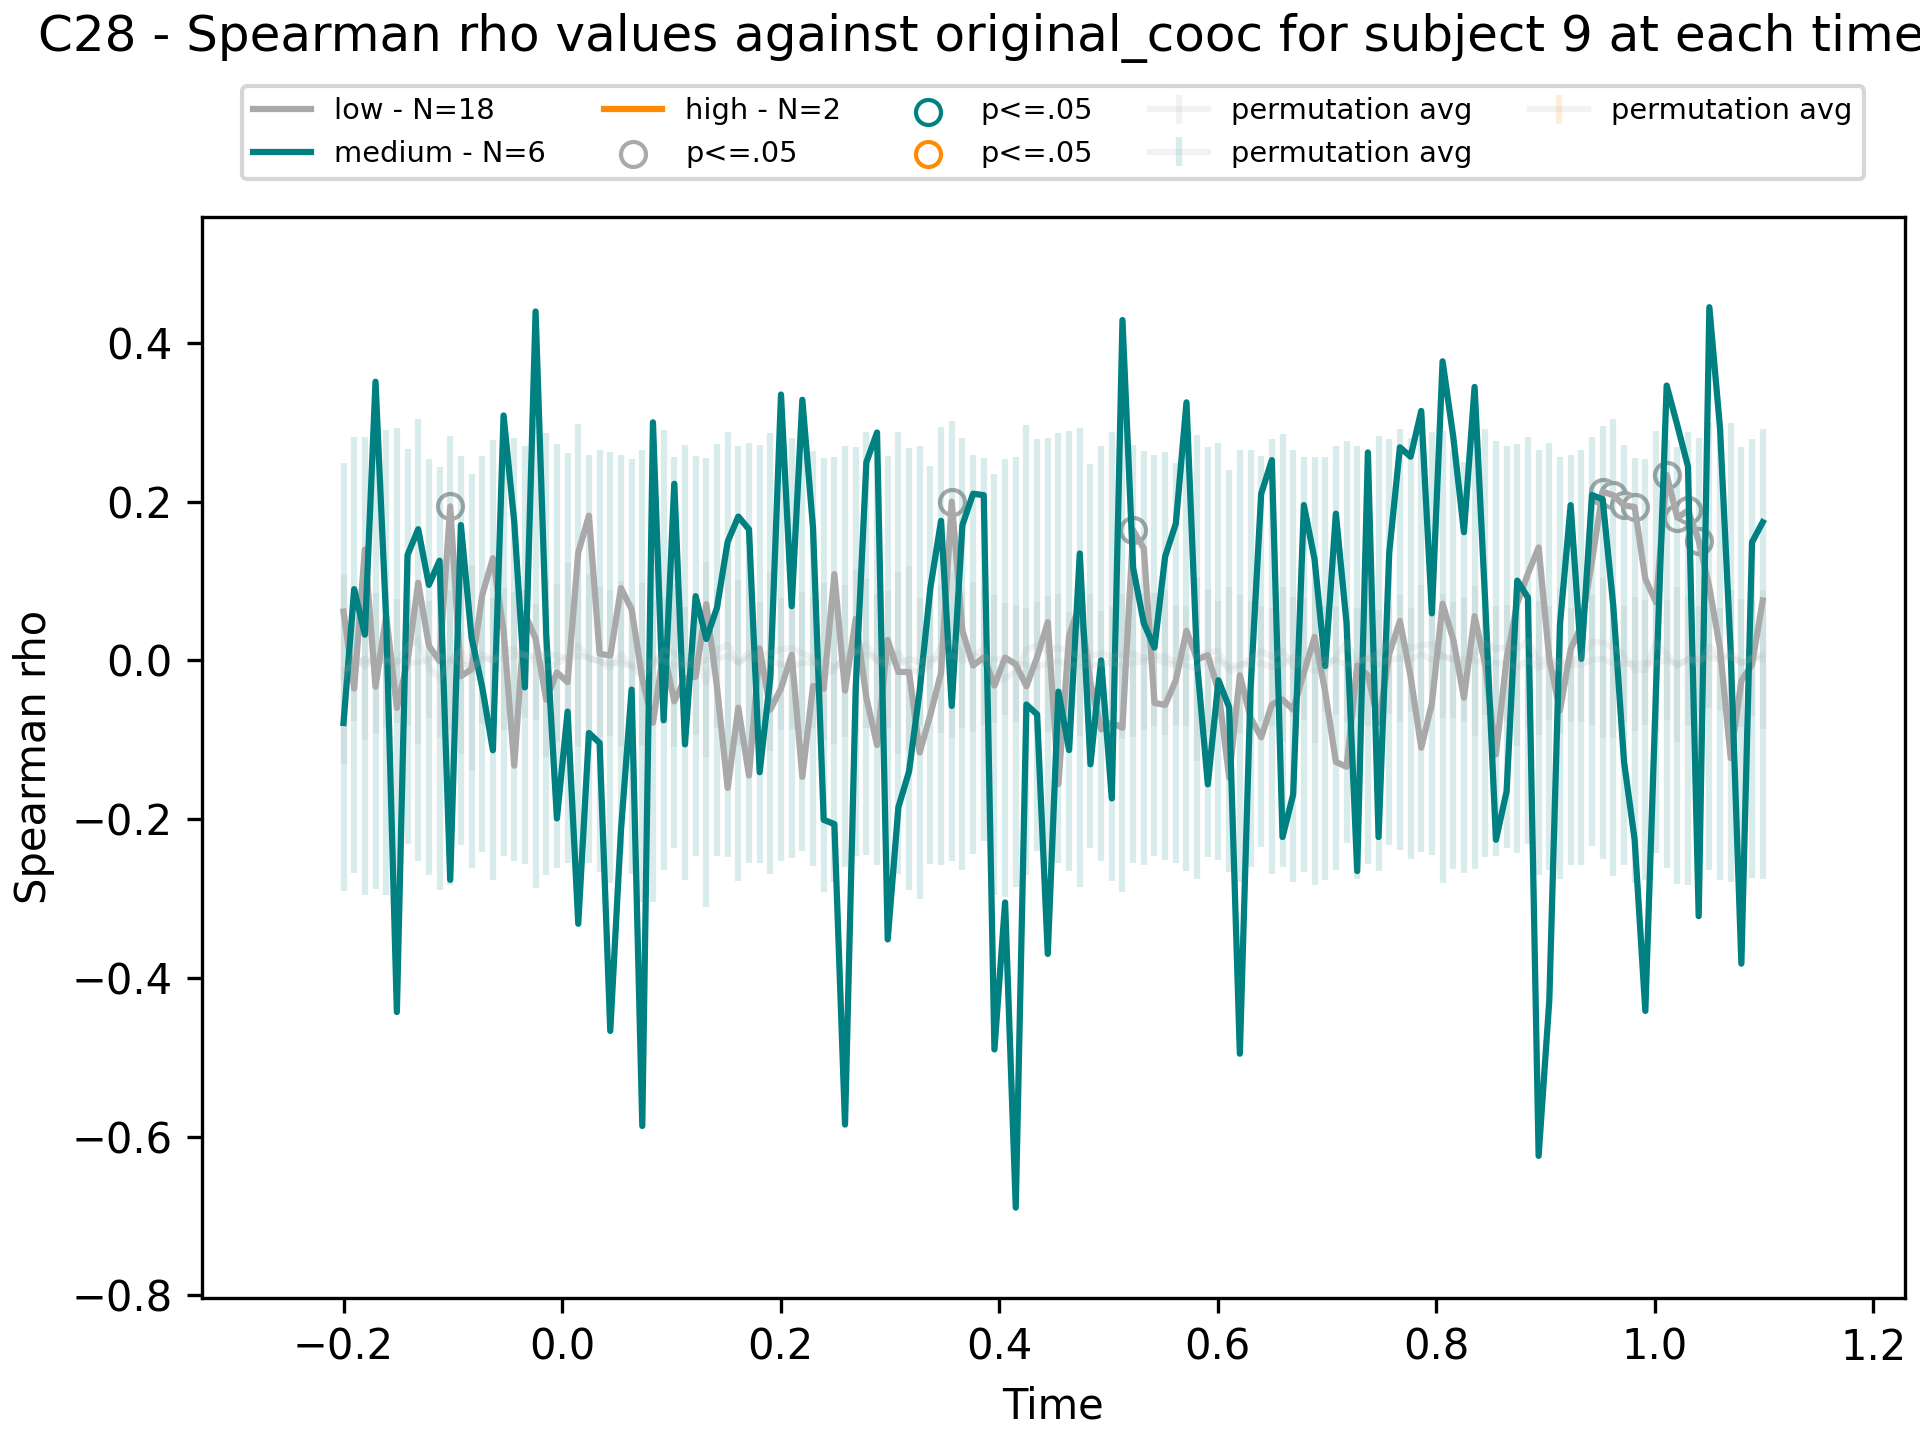 C28 - Spearman rho values against original_cooc for subject 9 at each time
low - N=18
medium - N=6
high - N=2
p<=.05
p<=.05
p<=.05
permutation avg
permutation avg
permutation avg
Spearman rho
0.4
0.2
0.0
−0.2
−0.4
−0.6
−0.8
−0.2 0.0 0.2 0.4 0.6 0.8 1.0 1.2
Time